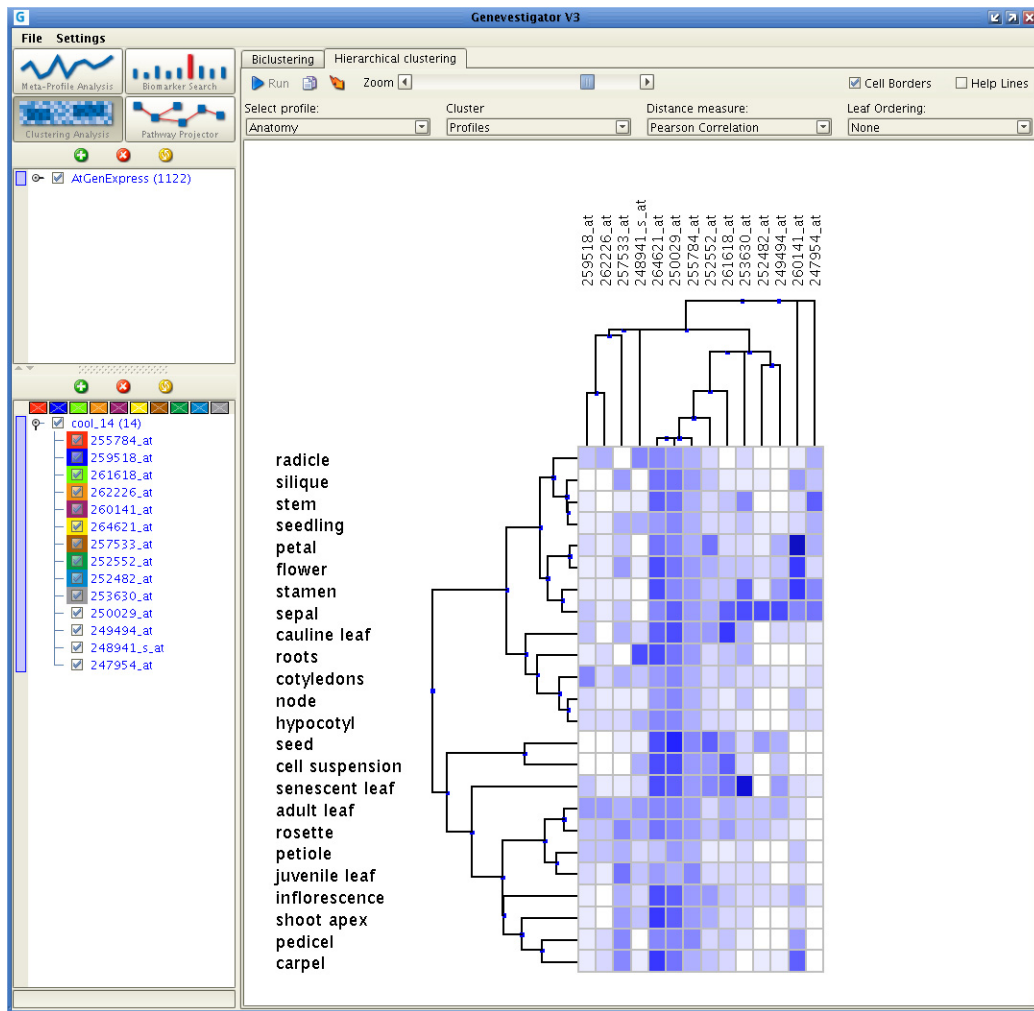 G Genevestigator V3
File Settings
Meta-Profile Analysis
Biomarker Search
Clustering Analysis
Pathway Projector
AtGenExpress (1122)
cool_14 (14)
255784_at
259518_at
261618_at
262226_at
260141_at
264621_at
257533_at
252552_at
252482_at
253630_at
250029_at
249494_at
248941_s_at
247954_at
Biclustering Hierarchical clustering
Run Zoom Cell Borders Help Lines
Select profile: Cluster Distance measure: Leaf Ordering:
Anatomy Profiles Pearson Correlation None
259518_at
262226_at
257533_at
248941_s_at
264621_at
250029_at
255784_at
252552_at
261618_at
253630_at
252482_at
249494_at
260141_at
247954_at
radicle
silique
stem
seedling
petal
flower
stamen
sepal
cauline leaf
roots
cotyledons
node
hypocotyl
seed
cell suspension
senescent leaf
adult leaf
rosette
petiole
juvenile leaf
inflorescence
shoot apex
pedicel
carpel